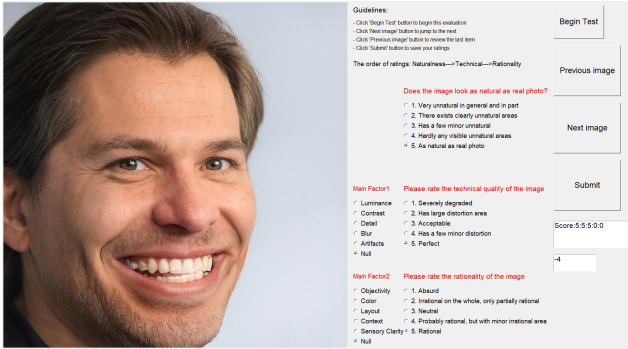 Guidelines:
- Click 'Begin Test' button to begin this evaluation
- Click 'Next image' button to jump to the next
- Click 'Previous image' button to review the last item
- Click 'Submit' button to save your ratings
The order of ratings: Naturalness--->Technical--->Rationality
Does the image look as natural as real photo?
1. Very unnatural in general and in part
2. There exists clearly unnatural areas
3. Has a few minor unnatural
4. Hardly any visible unnatural areas
5. As natural as real photo
Main Factor1
Luminance
Contrast
Detail
Blur
Artifacts
Null
Please rate the technical quality of the image
1. Severely degraded
2. Has large distortion area
3. Acceptable
4. Has a few minor distortion
5. Perfect
Main Factor2
Objectivity
Color
Layout
Context
Sensory Clarity
Null
Please rate the rationality of the image
1. Absurd
2. Irrational on the whole, only partially rational
3. Neutral
4. Probably rational, but with minor irrational area
5. Rational
Begin Test
Previous image
Next image
Submit
Score:5:5:5:0:0
-4